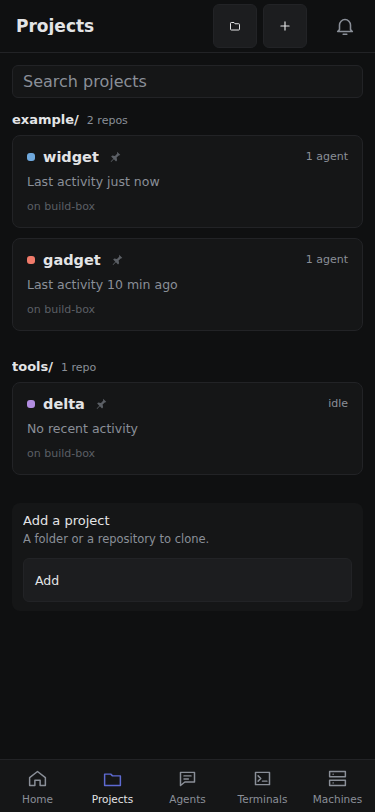 Projects
Search projects
example/ 2 repos
widget 1 agent
Last activity just now
on build-box
gadget 1 agent
Last activity 10 min ago
on build-box
tools/ 1 repo
delta idle
No recent activity
on build-box
Add a project
A folder or a repository to clone.
Add
Home Projects Agents Terminals Machines